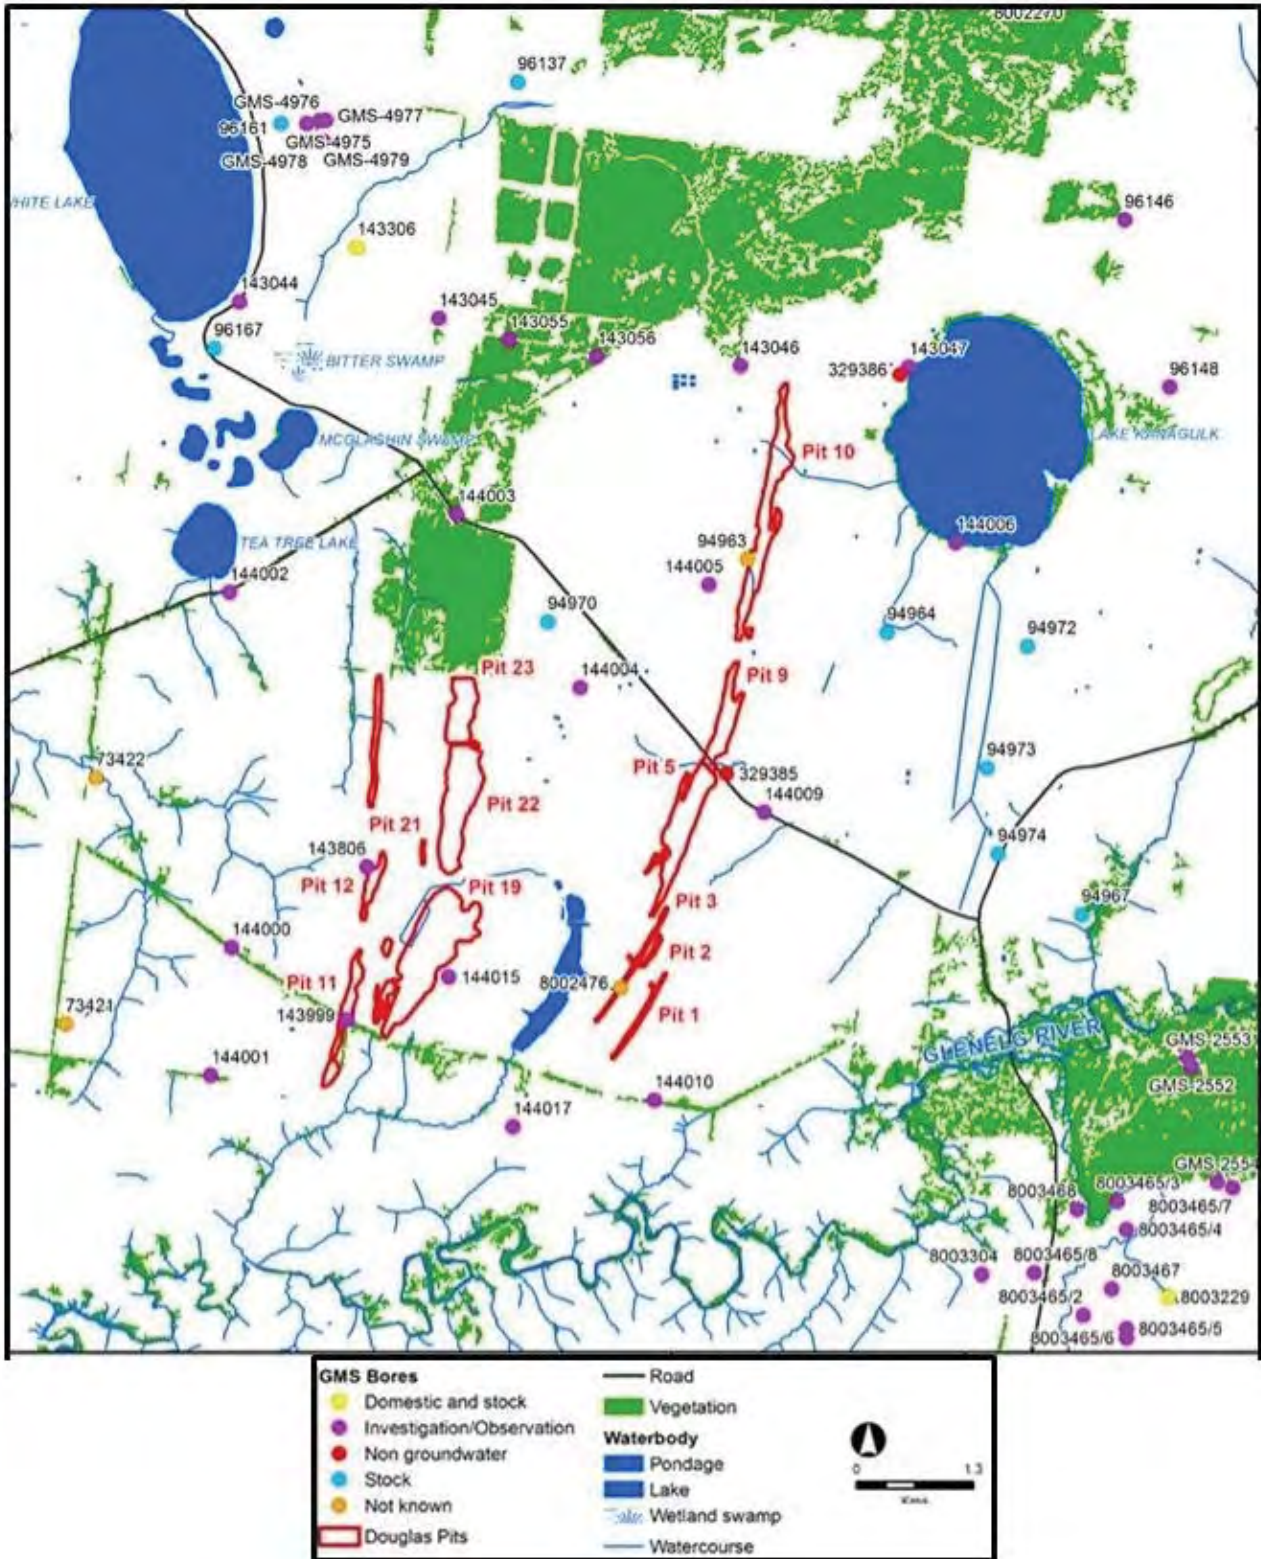 8002270
96137
GMS-4976
GMS-4977
96161
GMS-4975
GMS-4978
GMS-4979
HITE LAKE
96146
143306
143044
143045
143055
96167
143056
143046
143047
329386
96148
BITTER SWAMP
MCGLASHIN SWAMP
LAKE KANAGULK
Pit 10
144003
144006
TEA TREE LAKE
94963
144005
144002
94970
94964
94972
Pit 23
144004
Pit 9
73422
94973
Pit 5
329385
Pit 22
144009
Pit 21
94974
143806
Pit 12
Pit 19
94967
Pit 3
144000
Pit 2
144015
Pit 11
8002476
73421
143999
Pit 1
GLENELG RIVER
GMS-2553
144001
GMS-2552
144010
144017
GMS-255
8003468
8003465/3
8003465/7
8003465/4
8003304
8003465/8
8003467
8003465/2
8003229
8003465/6
8003465/5
GMS Bores
Domestic and stock
Investigation/Observation
Non groundwater
Stock
Not known
Douglas Pits
Road
Vegetation
Waterbody
Pondage
Lake
Wetland swamp
Watercourse
0 1.3
Kms